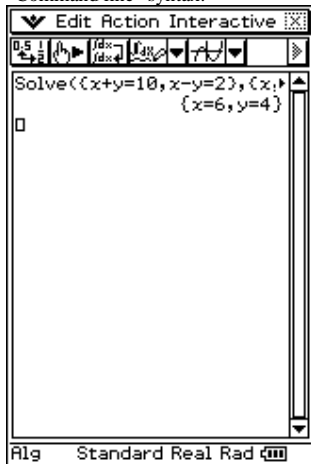 "Command line" syntax.
Edit Action Interactive
Solve({x+y=10,x-y=2},{x,
{x=6,y=4}
Alg Standard Real Rad